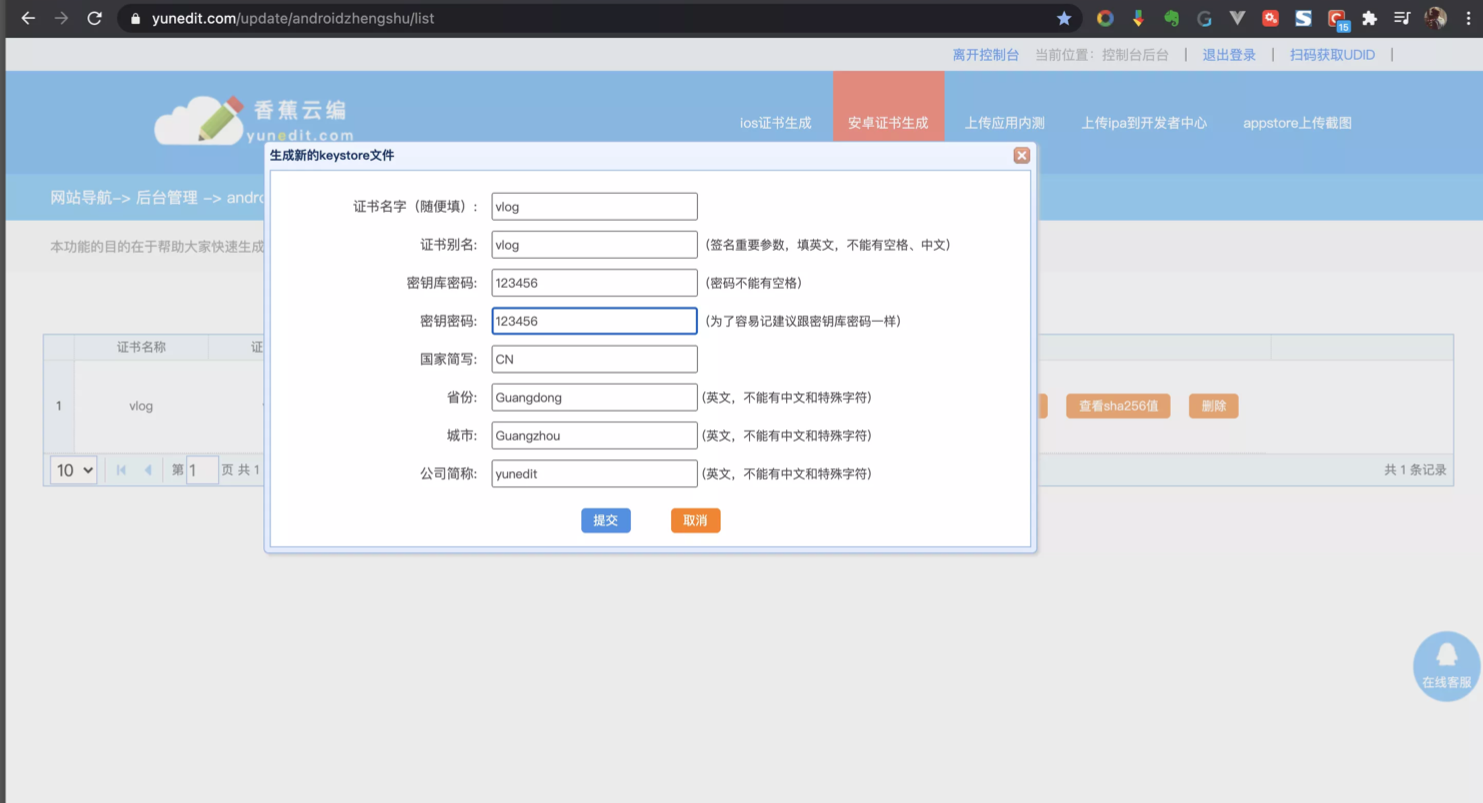 yunedit.com/update/androidzhengshu/list
15
离开控制台 当前位置：控制台后台 | 退出登录 | 扫码获取UDID |
香蕉云编
yunedit.com
ios证书生成 安卓证书生成 上传应用内测 上传ipa到开发者中心 appstore上传截图
生成新的keystore文件
网站导航-> 后台管理 -> andro
本功能的目的在于帮助大家快速生成
证书名字（随便填）: vlog
证书别名: vlog (签名重要参数，填英文，不能有空格、中文)
密钥库密码: 123456 (密码不能有空格)
密钥密码: 123456 (为了容易记建议跟密钥库密码一样)
国家简写: CN
省份: Guangdong (英文，不能有中文和特殊字符)
城市: Guangzhou (英文，不能有中文和特殊字符)
公司简称: yunedit (英文，不能有中文和特殊字符)
提交 取消
证书名称 证
1 vlog 查看sha256值 删除
10 第 1 页 共 1 共 1 条记录
在线客服